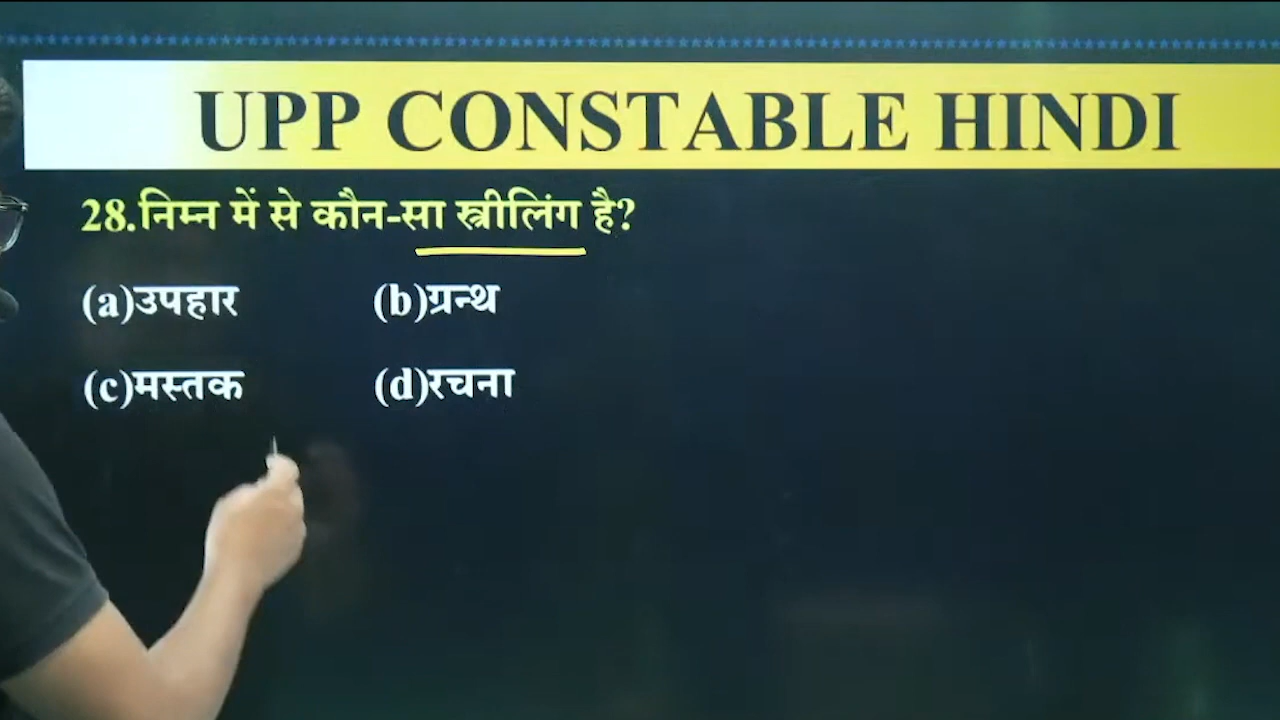 UPP CONSTABLE HINDI
28.निम्न में से कौन-सा स्त्रीलिंग है?
(a)उपहार (b)ग्रन्थ
(c)मस्तक (d)रचना